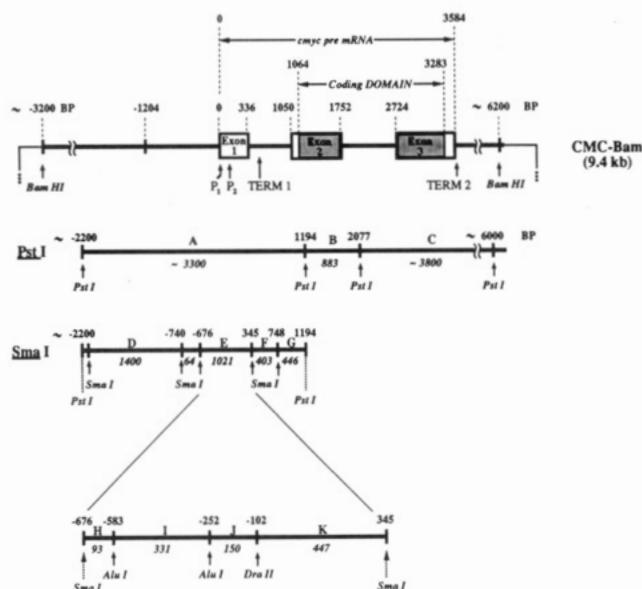 0 3584
cmyc pre mRNA
1064 3283
Coding DOMAIN
~ -3200 BP -1204 0 336 1050 1752 2724 ~ 6200 BP
Exon 1 Exon 2 Exon 3
CMC-Bam
(9.4 kb)
Bam HI P1 P2 TERM 1 TERM 2 Bam HI
~ -2200 1194 2077 ~ 6000 BP
Pst I A B C
~ 3300 883 ~ 3800
Pst I Pst I Pst I Pst I
~ -2200 -740 -676 345 748 1194
Sma I D E F G
1400 64 1021 403 446
Sma I Sma I Sma I
Pst I Pst I
-676 -583 -252 -102 345
H I J K
93 331 150 447
Alu I Alu I Dra II
Sma I Sma I